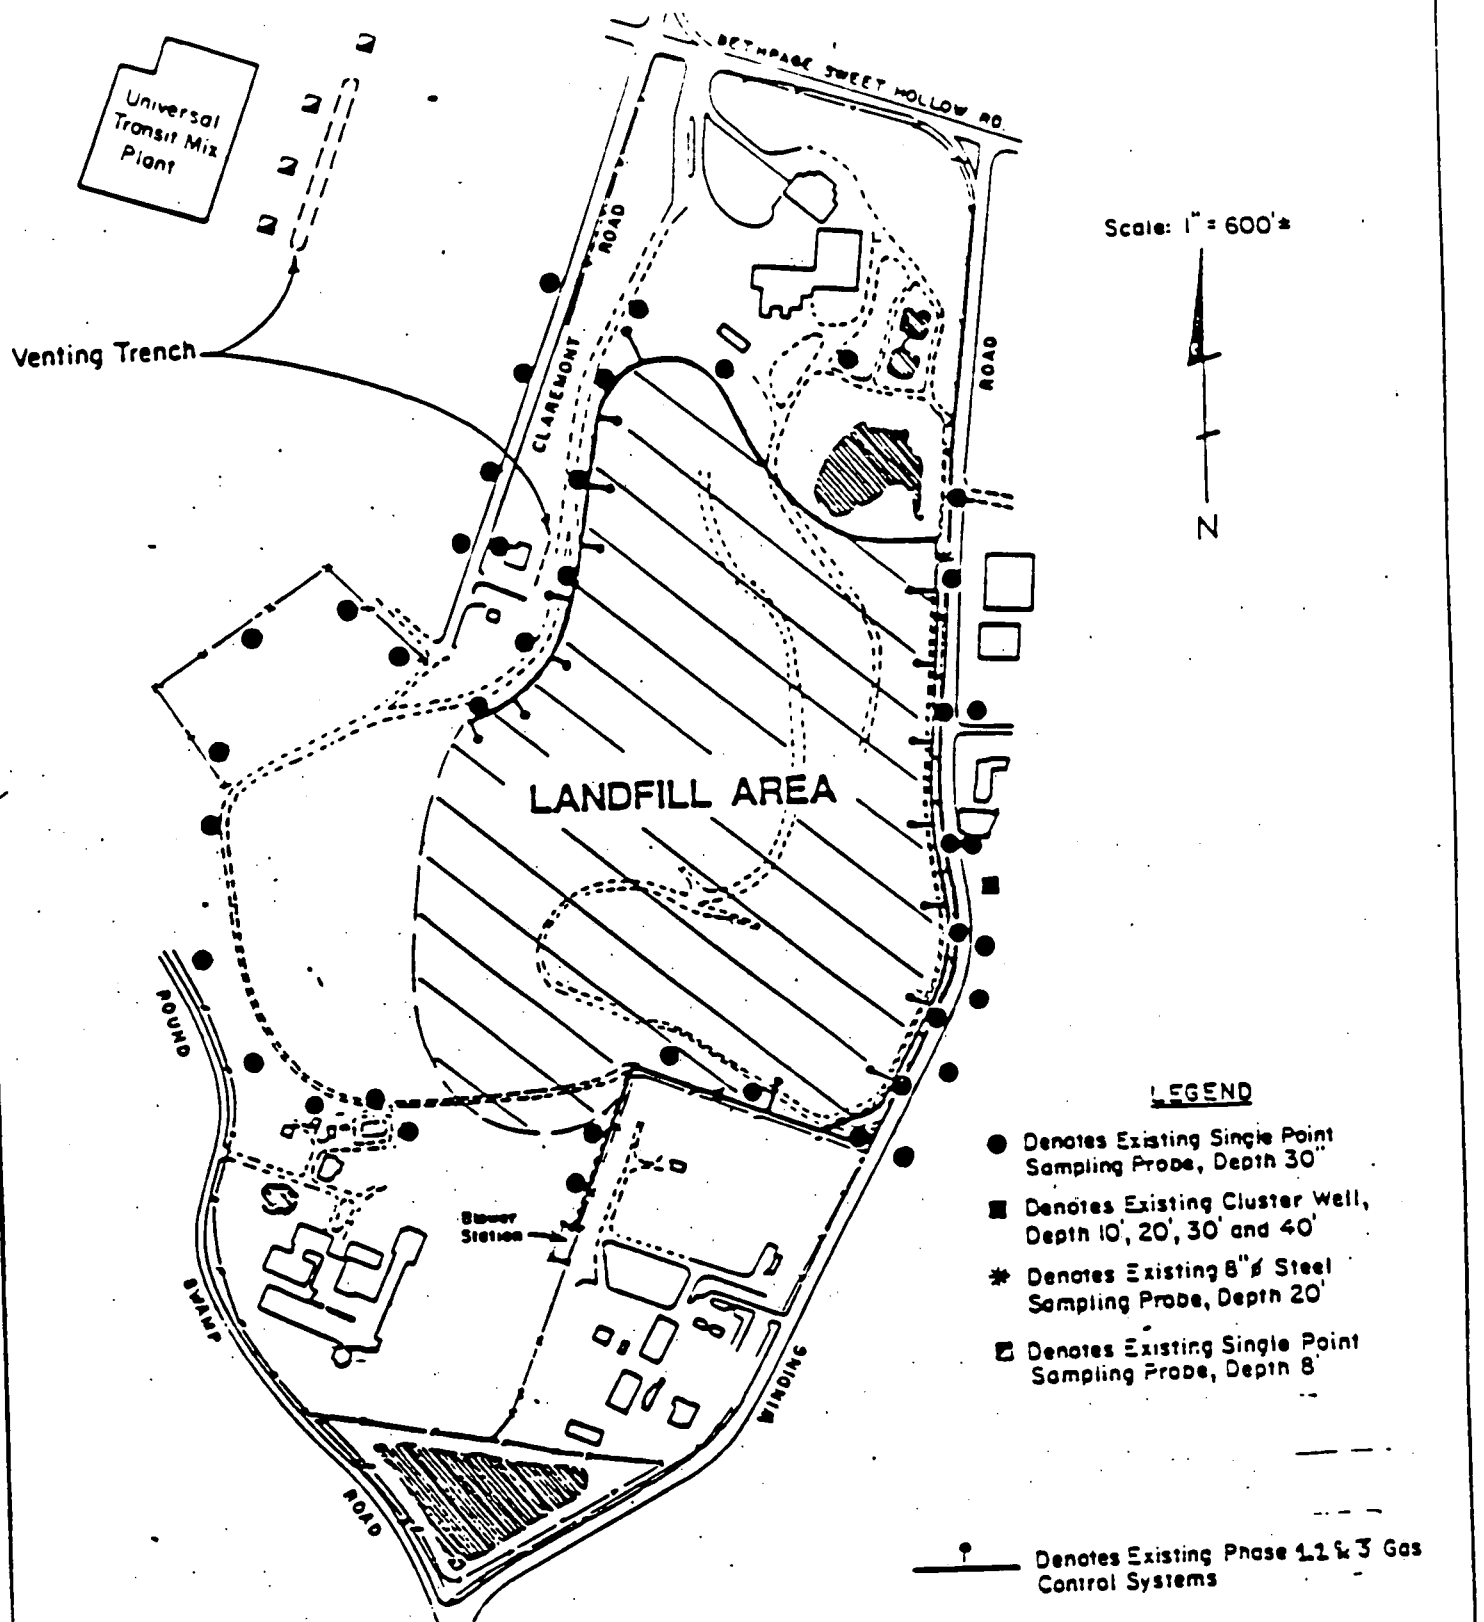 BETHPAGE SWEET HOLLOW RD.
Universal
Transit Mix
Plant
ROAD
Scale: 1" = 600'±
Venting Trench
CLAREMONT
ROAD
N
LANDFILL AREA
ROUND
SWAMP
ROAD
Blower
Station
WINDING
LEGEND
Denotes Existing Single Point
Sampling Probe, Depth 30"
Denotes Existing Cluster Well,
Depth 10', 20', 30' and 40'
Denotes Existing 8"ø Steel
Sampling Probe, Depth 20'
Denotes Existing Single Point
Sampling Probe, Depth 8'
Denotes Existing Phase 1,2 & 3 Gas
Control Systems